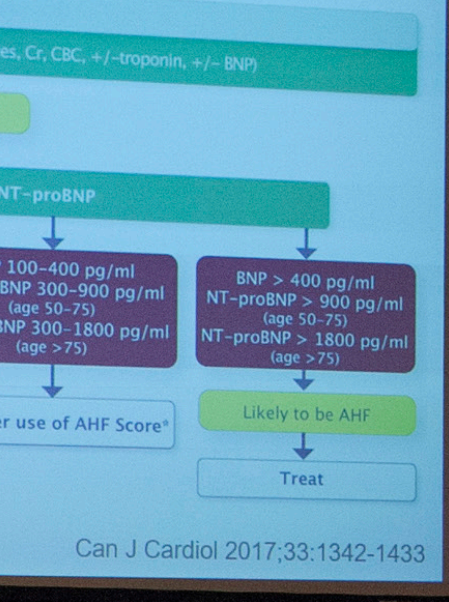 es, Cr, CBC, +/-troponin, +/- BNP)
NT-proBNP
100-400 pg/ml
BNP 300-900 pg/ml
(age 50-75)
BNP 300-1800 pg/ml
(age >75)
BNP > 400 pg/ml
NT-proBNP > 900 pg/ml
(age 50-75)
NT-proBNP > 1800 pg/ml
(age >75)
er use of AHF Score*
Likely to be AHF
Treat
Can J Cardiol 2017;33:1342-1433